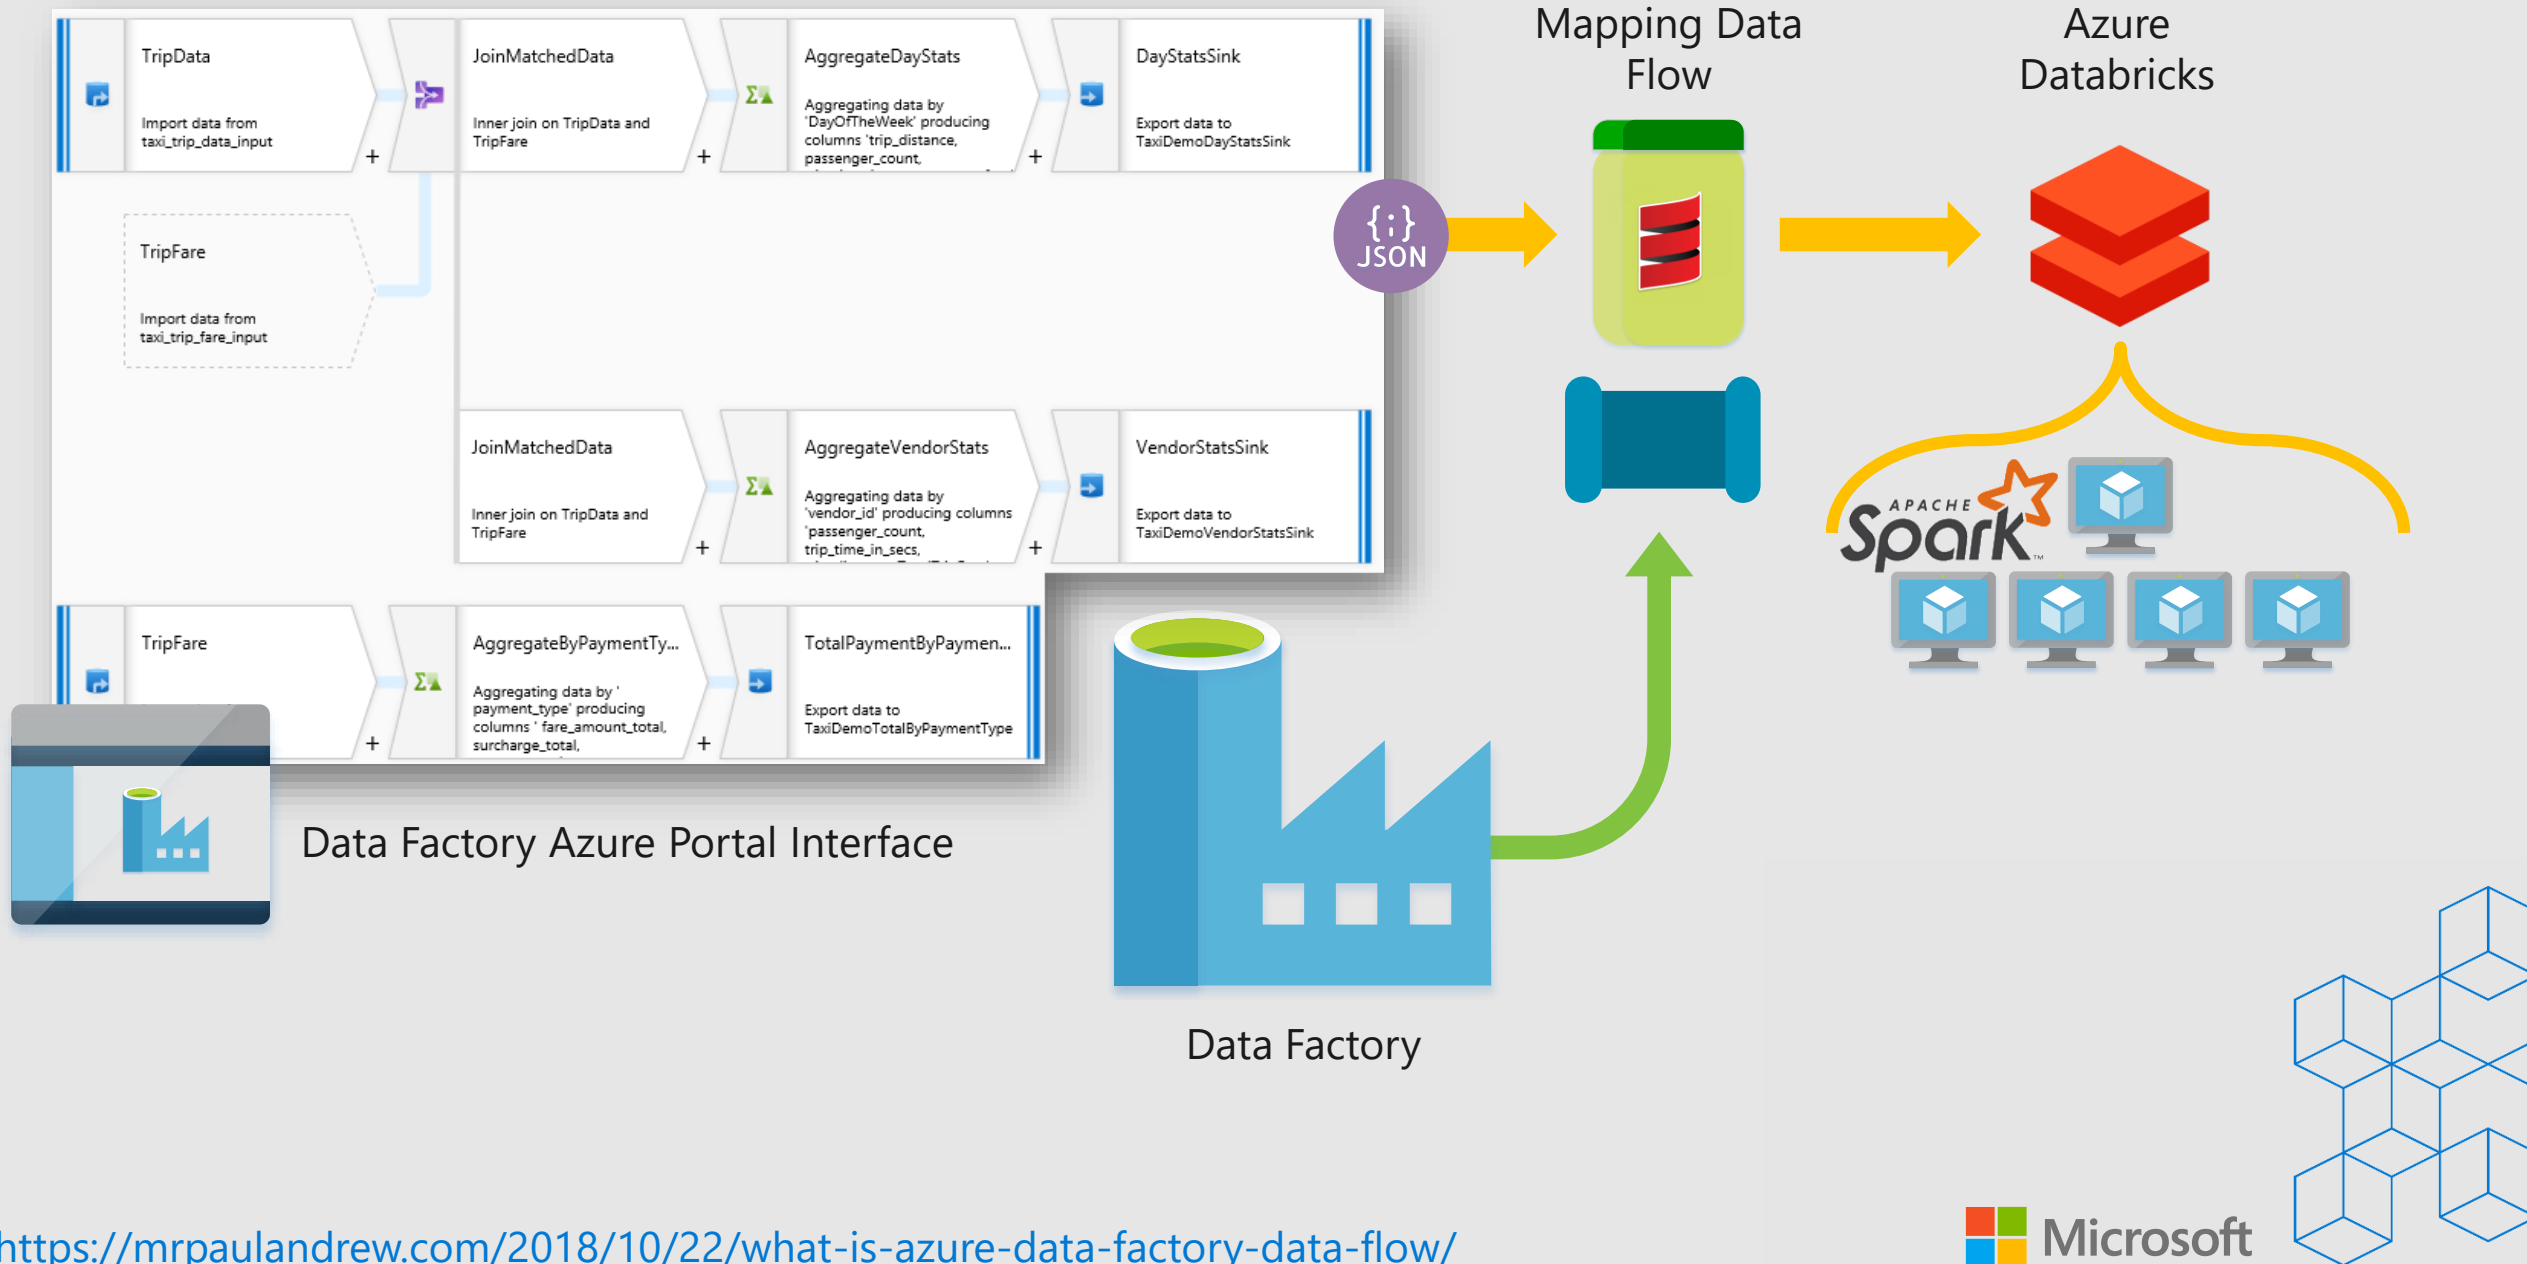 TripData
Import data from
taxi_trip_data_input
+
JoinMatchedData
Inner join on TripData and
TripFare
+
AggregateDayStats
Aggregating data by
'DayOfTheWeek' producing
columns 'trip_distance,
passenger_count,
+
DayStatsSink
Export data to
TaxiDemoDayStatsSink
TripFare
Import data from
taxi_trip_fare_input
JoinMatchedData
Inner join on TripData and
TripFare
+
AggregateVendorStats
Aggregating data by
'vendor_id' producing columns
'passenger_count,
trip_time_in_secs,
+
VendorStatsSink
Export data to
TaxiDemoVendorStatsSink
TripFare
+
AggregateByPaymentTy...
Aggregating data by '
payment_type' producing
columns ' fare_amount_total,
surcharge_total,
+
TotalPaymentByPaymen...
Export data to
TaxiDemoTotalByPaymentType
{;}
JSON
Mapping Data
Flow
Azure
Databricks
APACHE
Spark
TM
Data Factory Azure Portal Interface
Data Factory
https://mrpaulandrew.com/2018/10/22/what-is-azure-data-factory-data-flow/
Microsoft